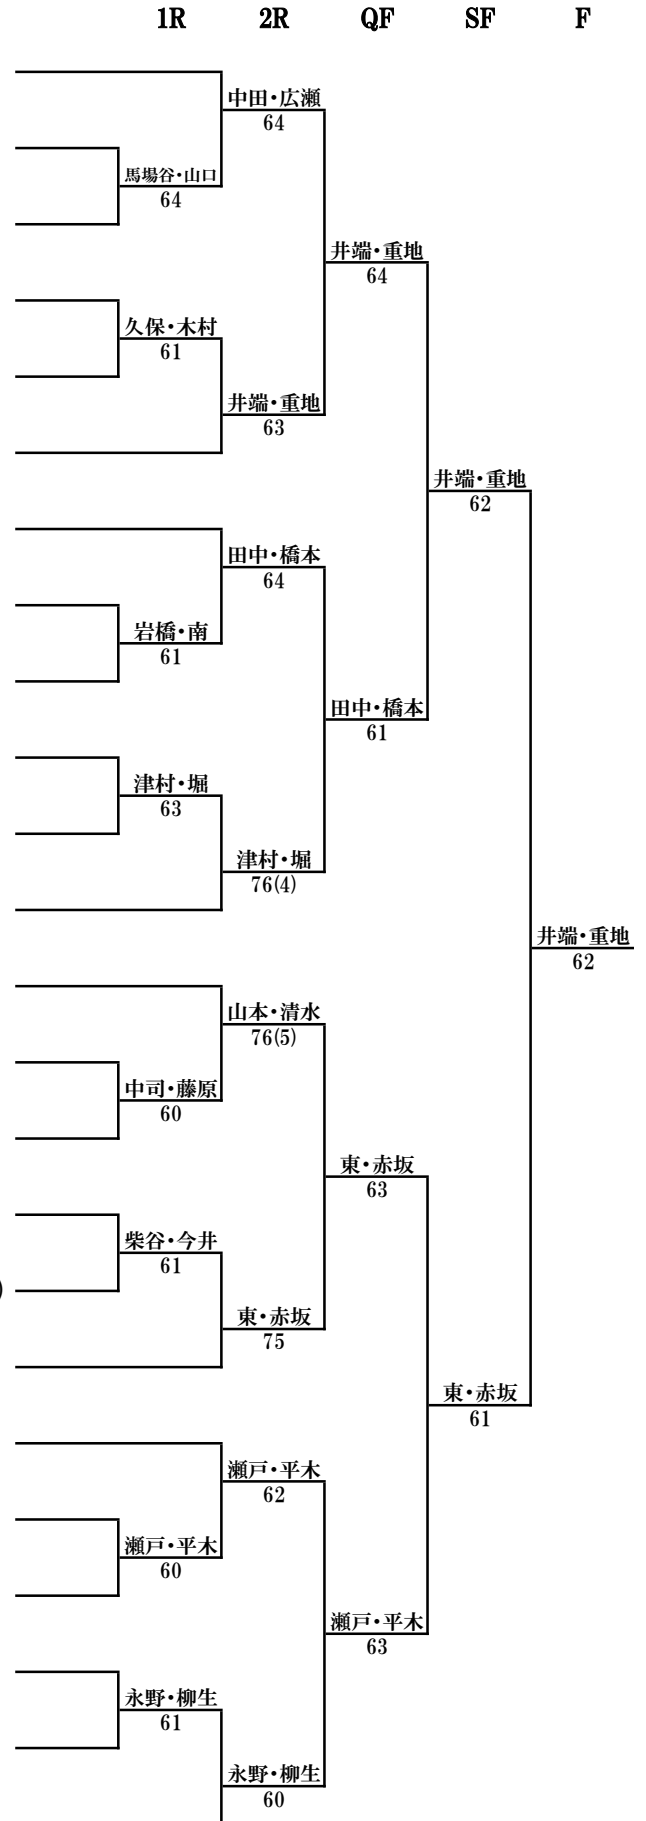 1R 2R QF SF F
中田・広瀬
64
馬場谷・山口
64
井端・重地
64
久保・木村
61
井端・重地
63
井端・重地
62
田中・橋本
64
岩橋・南
61
田中・橋本
61
津村・堀
63
津村・堀
76(4)
井端・重地
62
山本・清水
76(5)
中司・藤原
60
東・赤坂
63
柴谷・今井
61
)
東・赤坂
75
東・赤坂
61
瀬戸・平木
62
瀬戸・平木
60
瀬戸・平木
63
永野・柳生
61
永野・柳生
60